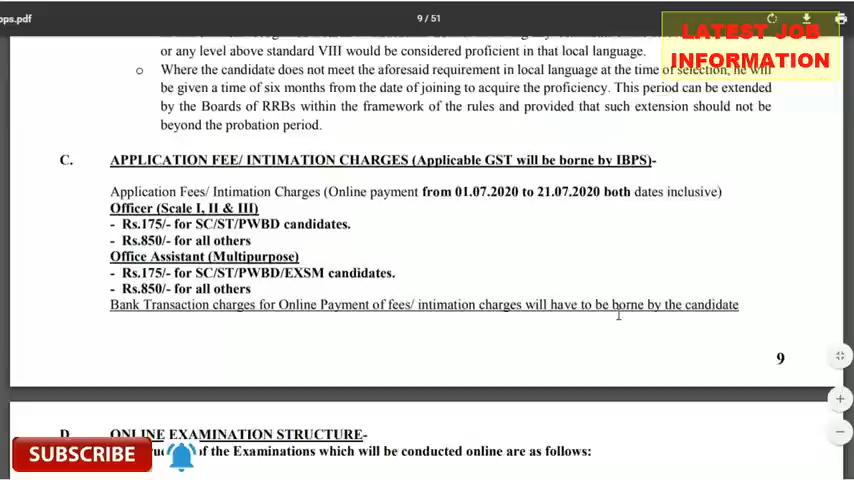 ops.pdf
9 / 51
LATEST JOB
INFORMATION
or any level above standard VIII would be considered proficient in that local language.
o Where the candidate does not meet the aforesaid requirement in local language at the time of selection, he will
be given a time of six months from the date of joining to acquire the proficiency. This period can be extended
by the Boards of RRBs within the framework of the rules and provided that such extension should not be
beyond the probation period.
C. APPLICATION FEE/ INTIMATION CHARGES (Applicable GST will be borne by IBPS)-
Application Fees/ Intimation Charges (Online payment from 01.07.2020 to 21.07.2020 both dates inclusive)
Officer (Scale I, II & III)
- Rs.175/- for SC/ST/PWBD candidates.
- Rs.850/- for all others
Office Assistant (Multipurpose)
- Rs.175/- for SC/ST/PWBD/EXSM candidates.
- Rs.850/- for all others
Bank Transaction charges for Online Payment of fees/ intimation charges will have to be borne by the candidate
9
D. ONLINE EXAMINATION STRUCTURE-
of the Examinations which will be conducted online are as follows:
SUBSCRIBE